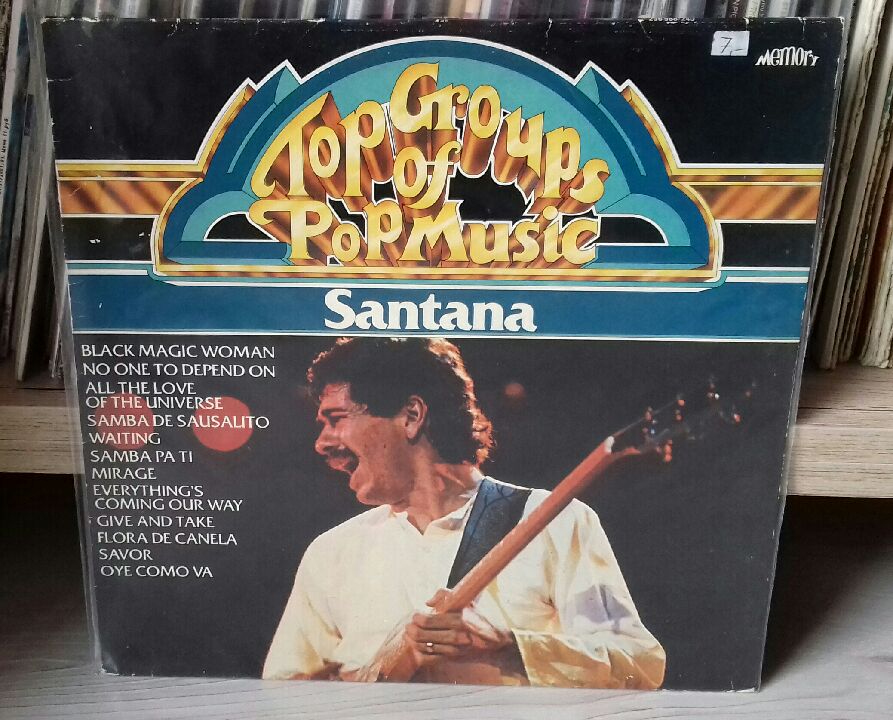 7,-
MEMORY
Top Groups
of
Pop Music
Santana
BLACK MAGIC WOMAN
NO ONE TO DEPEND ON
ALL THE LOVE
OF THE UNIVERSE
SAMBA DE SAUSALITO
WAITING
SAMBA PA TI
MIRAGE
EVERYTHING'S
COMING OUR WAY
GIVE AND TAKE
FLORA DE CANELA
SAVOR
OYE COMO VA